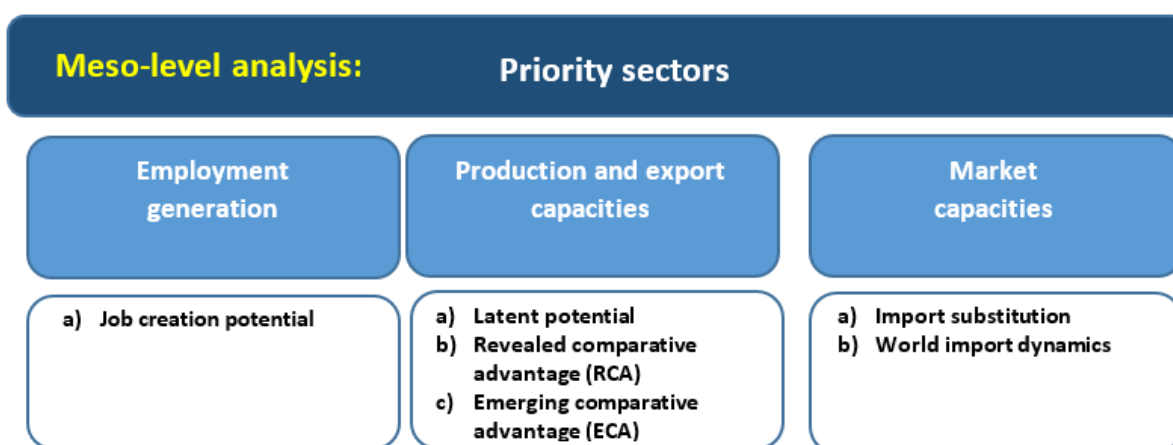 Meso-level analysis:
Priority sectors
Employment
generation
Production and export
capacities
Market
capacities
a) Job creation potential
a) Latent potential
b) Revealed comparative
advantage (RCA)
c) Emerging comparative
advantage (ECA)
a) Import substitution
b) World import dynamics